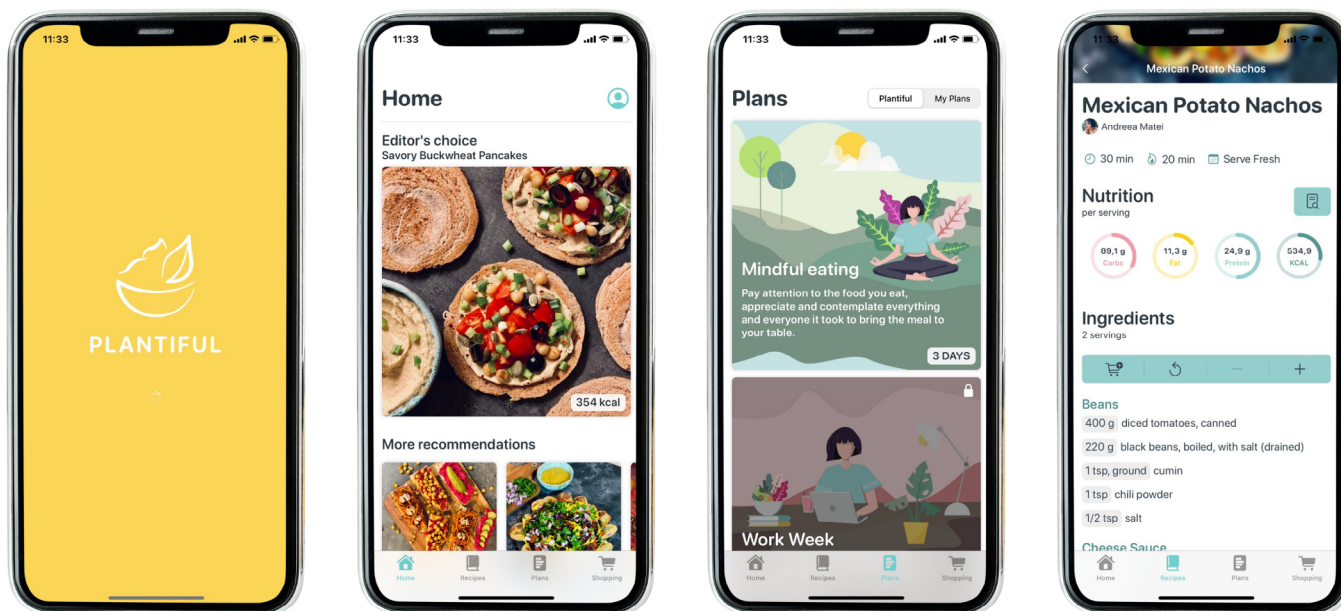 11:33
PLANTIFUL
11:33
Home
Editor's choice
Savory Buckwheat Pancakes
354 kcal
More recommendations
Home Recipes Plans Shopping
11:33
Plans
Plantiful My Plans
Mindful eating
Pay attention to the food you eat,
appreciate and contemplate everything
and everyone it took to bring the meal to
your table.
3 DAYS
Work Week
Home Recipes Plans Shopping
11:33
Mexican Potato Nachos
Mexican Potato Nachos
Andreea Matei
30 min 20 min Serve Fresh
Nutrition
per serving
89,1 g 11,3 g 24,9 g 534,9
Carbs Fat Protein KCAL
Ingredients
2 servings
Beans
400 g diced tomatoes, canned
220 g black beans, boiled, with salt (drained)
1 tsp, ground cumin
1 tsp chili powder
1/2 tsp salt
Cheese Sauce
Home Recipes Plans Shopping